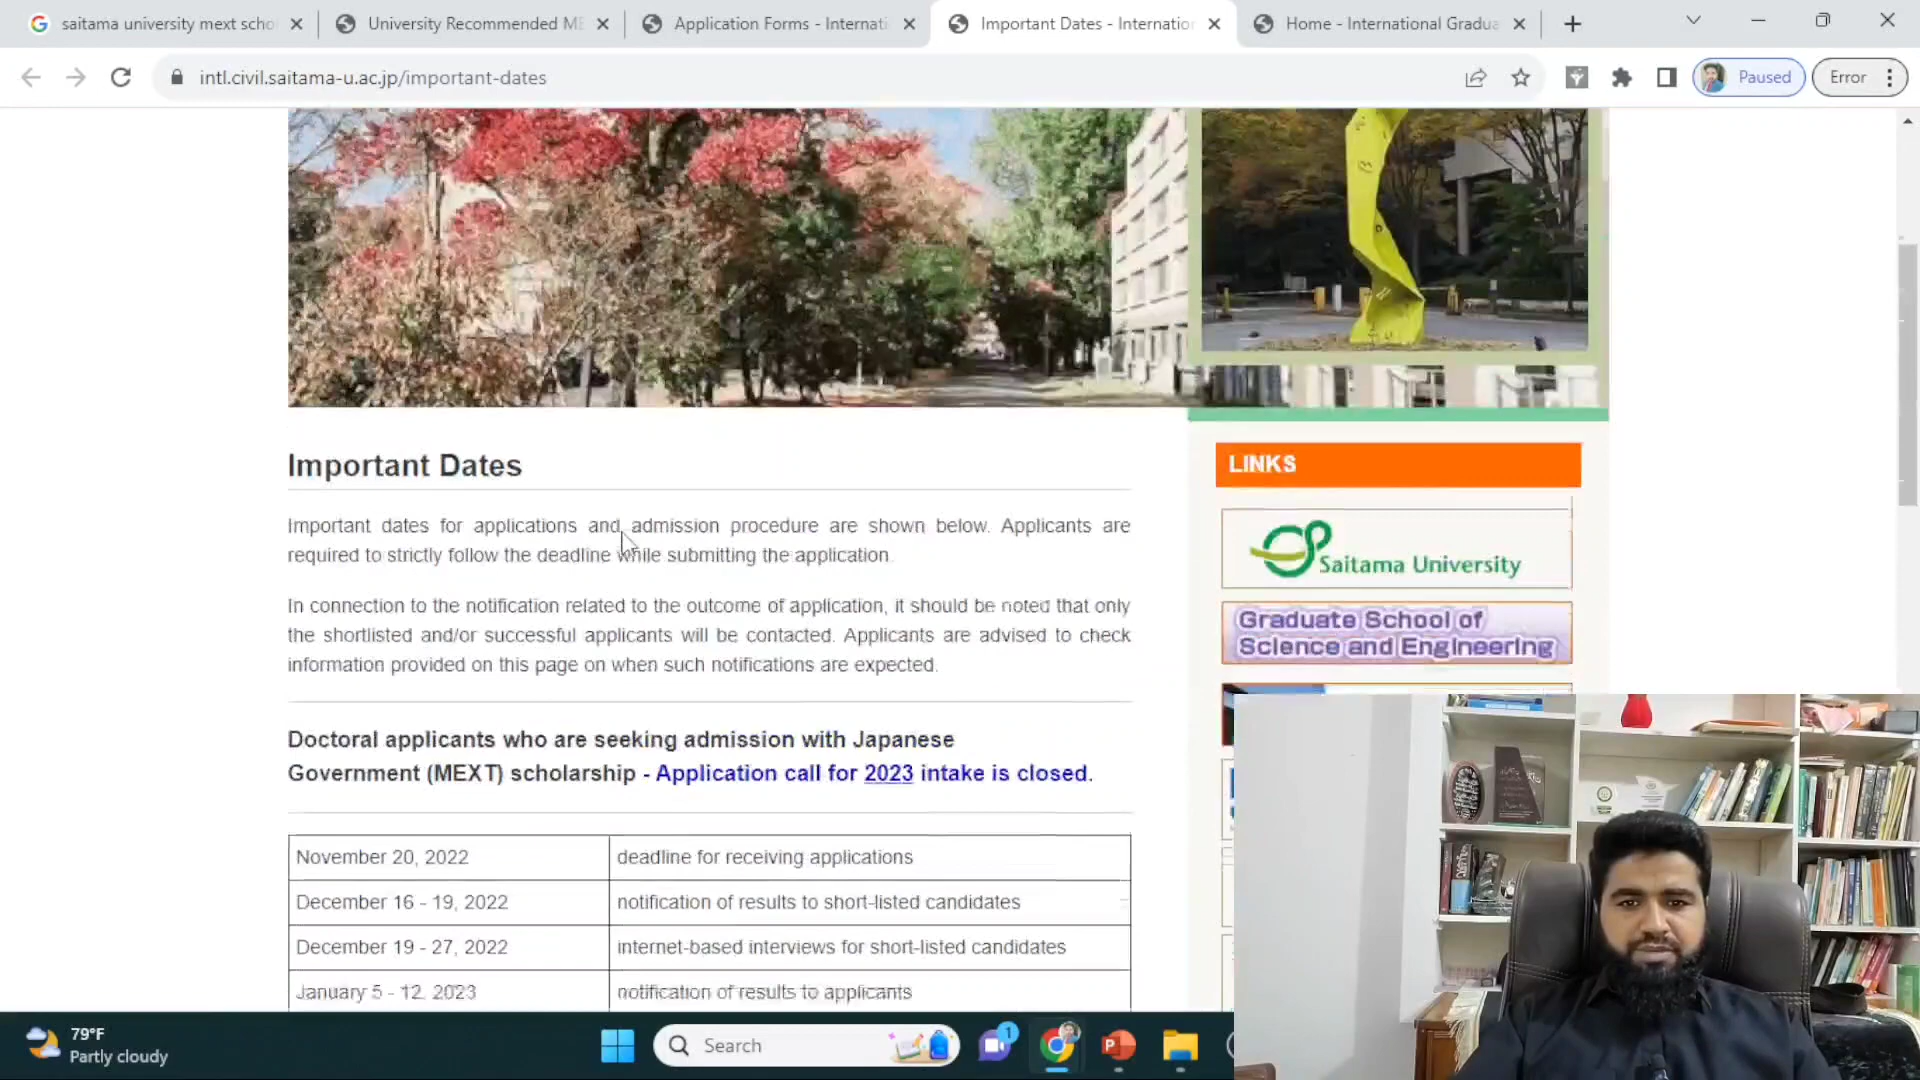 saitama university mext scho
University Recommended ME
Application Forms - Internati
Important Dates - Internatio
Home - International Gradua
intl.civil.saitama-u.ac.jp/important-dates
Paused
Error
Important Dates
Important dates for applications and admission procedure are shown below. Applicants are
required to strictly follow the deadline while submitting the application.
In connection to the notification related to the outcome of application, it should be noted that only
the shortlisted and/or successful applicants will be contacted. Applicants are advised to check
information provided on this page on when such notifications are expected.
Doctoral applicants who are seeking admission with Japanese
Government (MEXT) scholarship - Application call for 2023 intake is closed.
November 20, 2022 deadline for receiving applications
December 16 - 19, 2022 notification of results to short-listed candidates
December 19 - 27, 2022 internet-based interviews for short-listed candidates
January 5 - 12, 2023 notification of results to applicants
LINKS
Saitama University
Graduate School of
Science and Engineering
79°F
Partly cloudy
Search
1